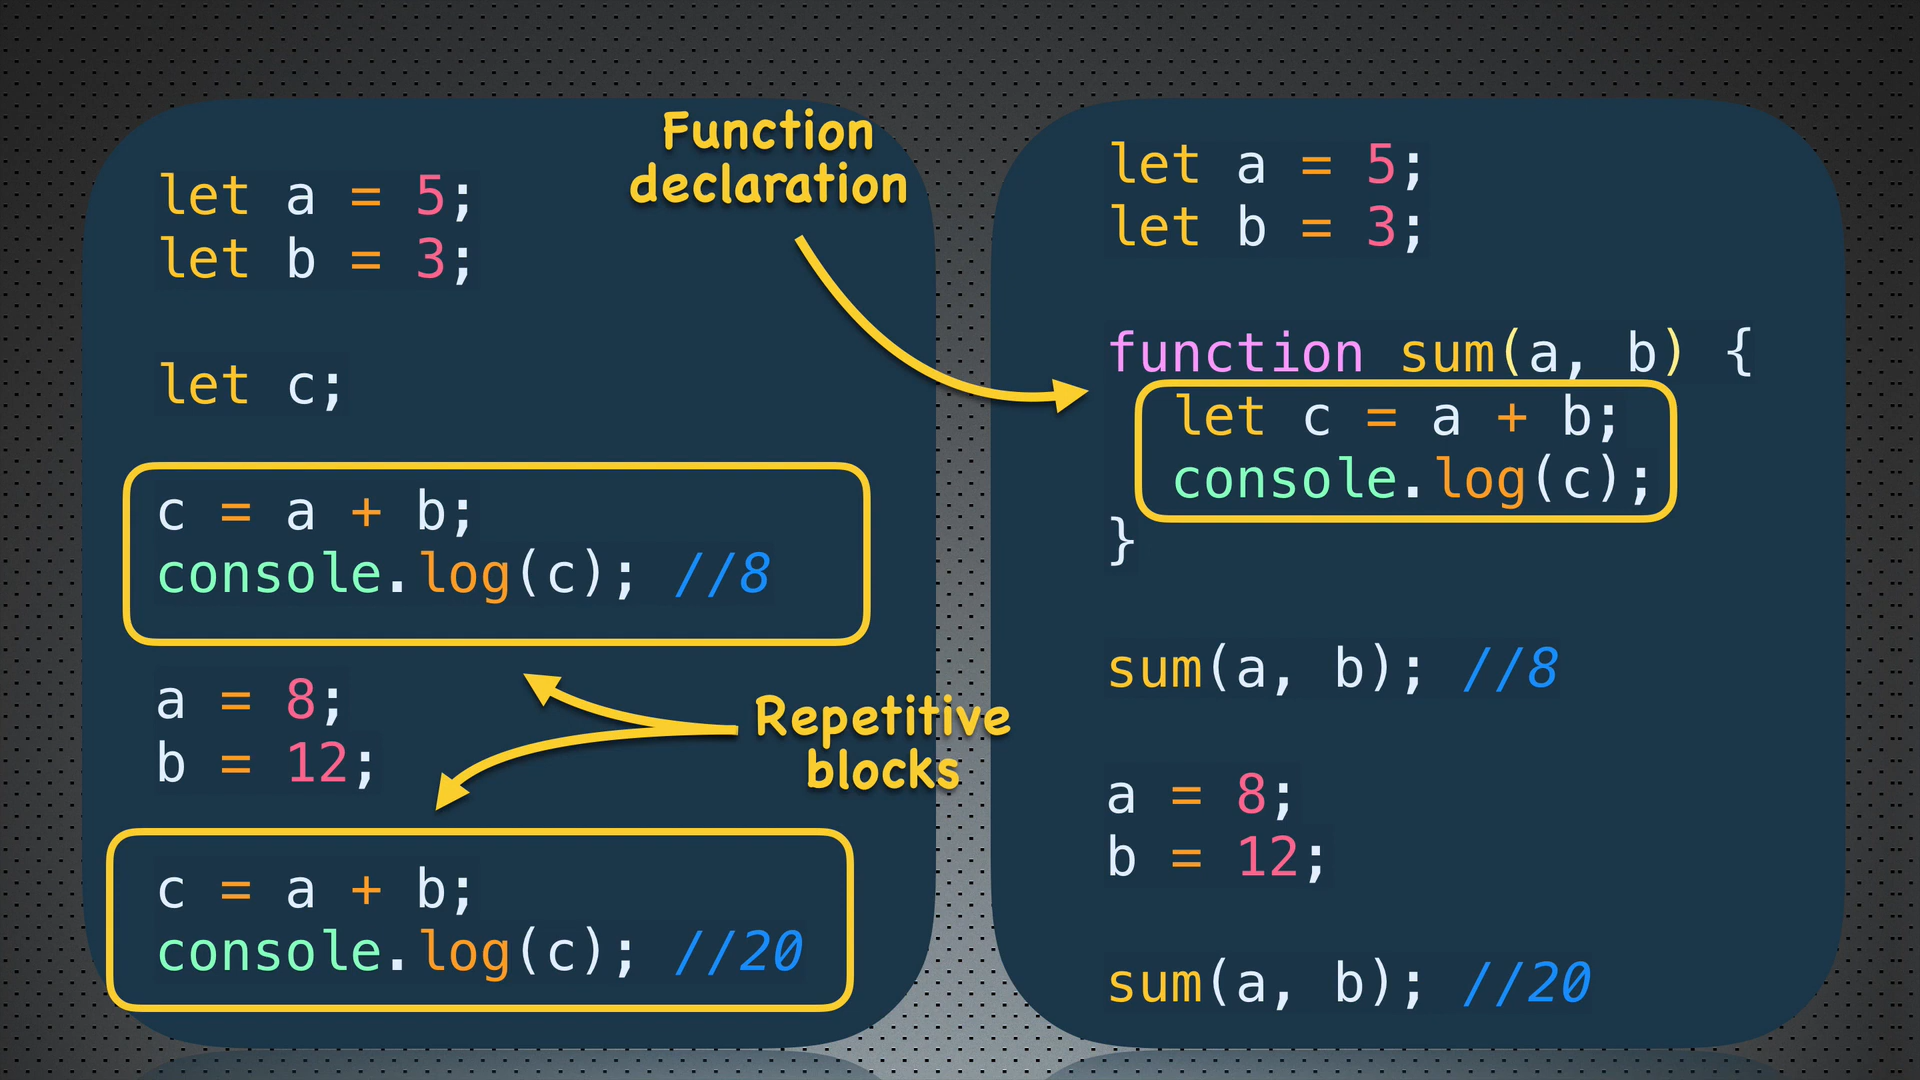 let a = 5;
let b = 3;
let c;
c = a + b;
console.log(c); //8
a = 8;
b = 12;
c = a + b;
console.log(c); //20
Function
declaration
Repetitive
blocks
let a = 5;
let b = 3;
function sum(a, b) {
let c = a + b;
console.log(c);
}
sum(a, b); //8
a = 8;
b = 12;
sum(a, b); //20